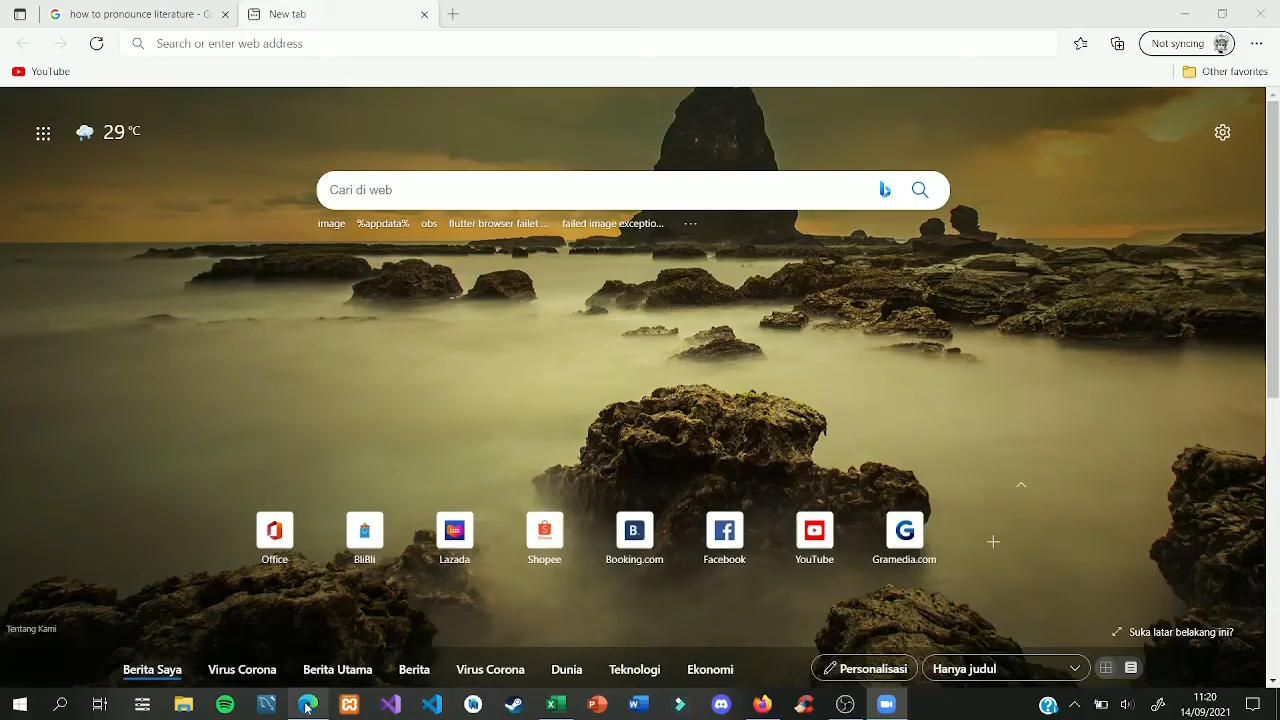 how to pronounce literature - Go
New tab
Search or enter web address
Not syncing
YouTube
Other favorites
29 °C
Cari di web
image
%appdata%
obs
flutter browser failet ...
failed image exceptio...
Office
BliBli
Lazada
Shopee
Booking.com
Facebook
YouTube
Gramedia.com
Tentang Kami
Suka latar belakang ini?
Berita Saya
Virus Corona
Berita Utama
Berita
Virus Corona
Dunia
Teknologi
Ekonomi
Personalisasi
Hanya judul
11:20
14/09/2021